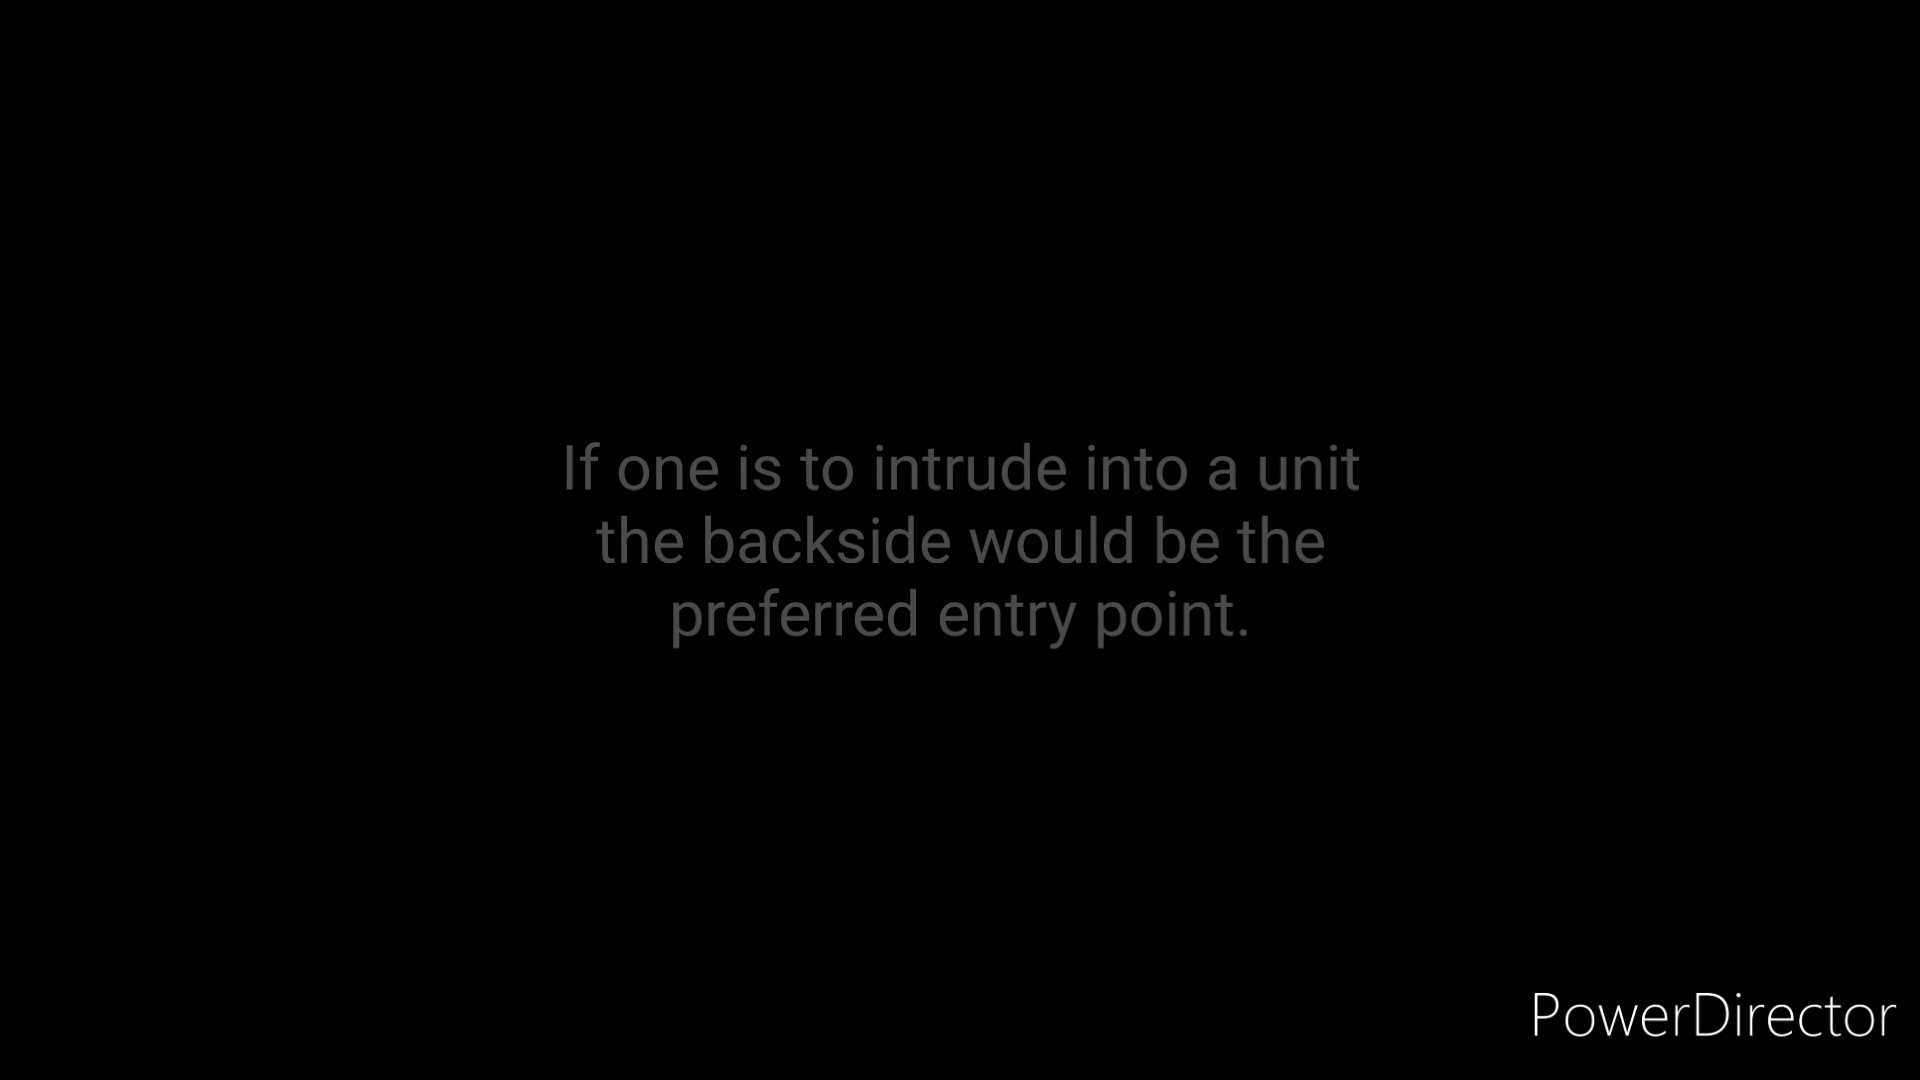 If one is to intrude into a unit
the backside would be the
preferred entry point.
PowerDirector